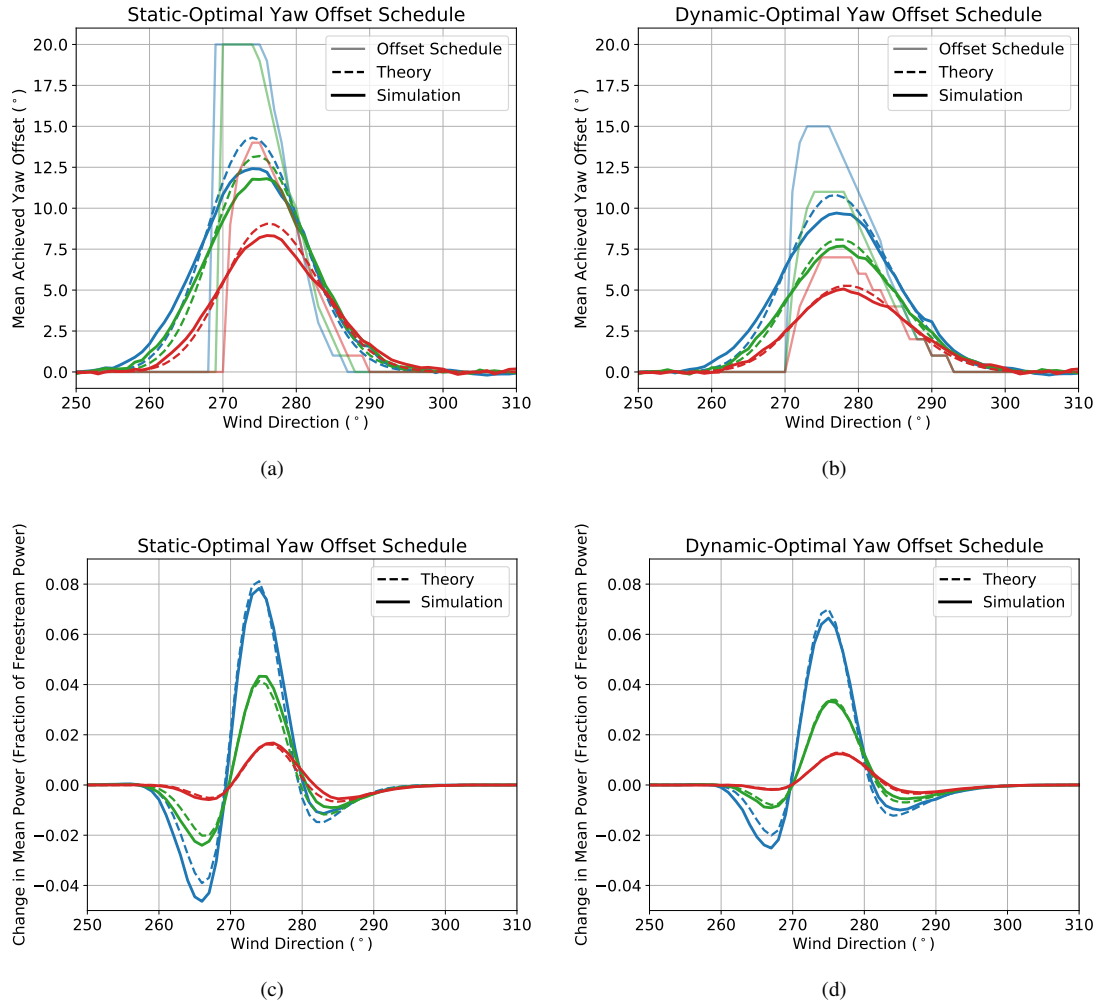 Static-Optimal Yaw Offset Schedule
Mean Achieved Yaw Offset (°)
20.0
17.5
15.0
12.5
10.0
7.5
5.0
2.5
0.0
Offset Schedule
Theory
Simulation
250 260 270 280 290 300 310
Wind Direction (°)
(a)
Dynamic-Optimal Yaw Offset Schedule
Mean Achieved Yaw Offset (°)
20.0
17.5
15.0
12.5
10.0
7.5
5.0
2.5
0.0
Offset Schedule
Theory
Simulation
250 260 270 280 290 300 310
Wind Direction (°)
(b)
Static-Optimal Yaw Offset Schedule
Change in Mean Power (Fraction of Freestream Power)
0.08
0.06
0.04
0.02
0.00
−0.02
−0.04
Theory
Simulation
250 260 270 280 290 300 310
Wind Direction (°)
(c)
Dynamic-Optimal Yaw Offset Schedule
Change in Mean Power (Fraction of Freestream Power)
0.08
0.06
0.04
0.02
0.00
−0.02
−0.04
Theory
Simulation
250 260 270 280 290 300 310
Wind Direction (°)
(d)